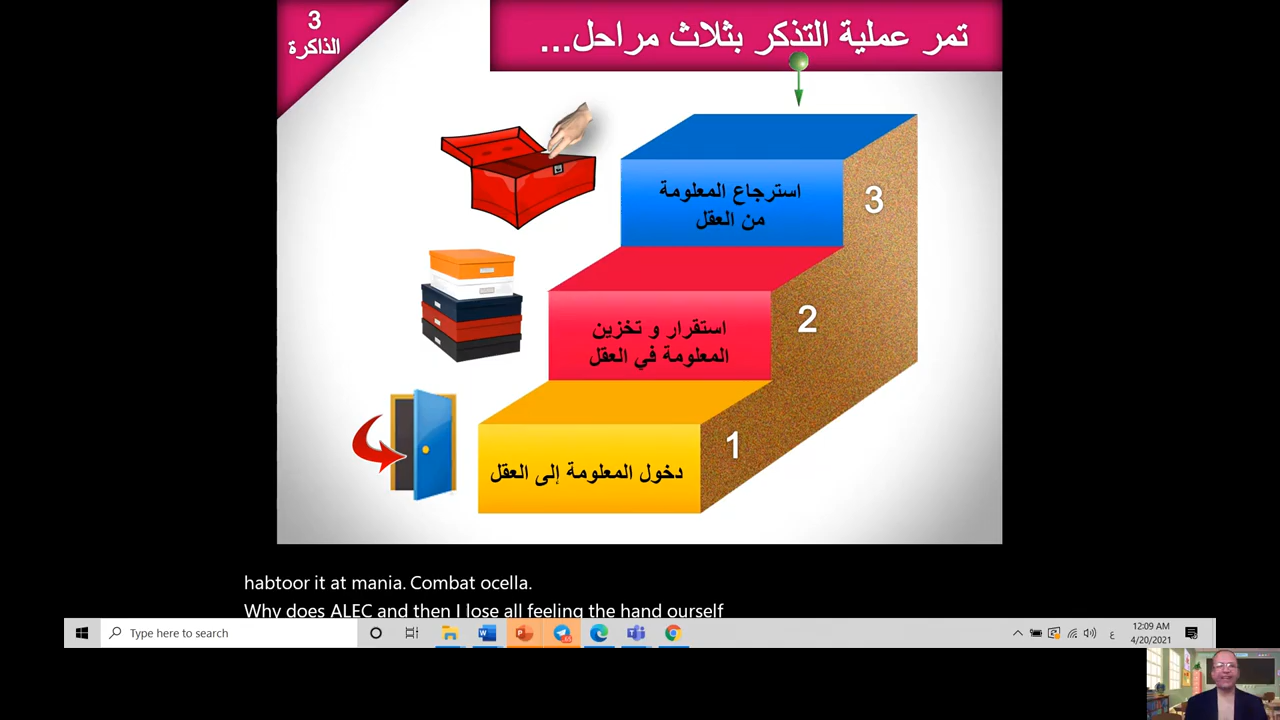 3
الذاكرة
تمر عملية التذكر بثلاث مراحل...
استرجاع المعلومة
من العقل
3
استقرار و تخزين
المعلومة في العقل
2
دخول المعلومة إلى العقل
1
habtoor it at mania. Combat ocella.
Why does ALEC and then I lose all feeling the hand ourself
Type here to search
ع
12:09 AM
4/20/2021